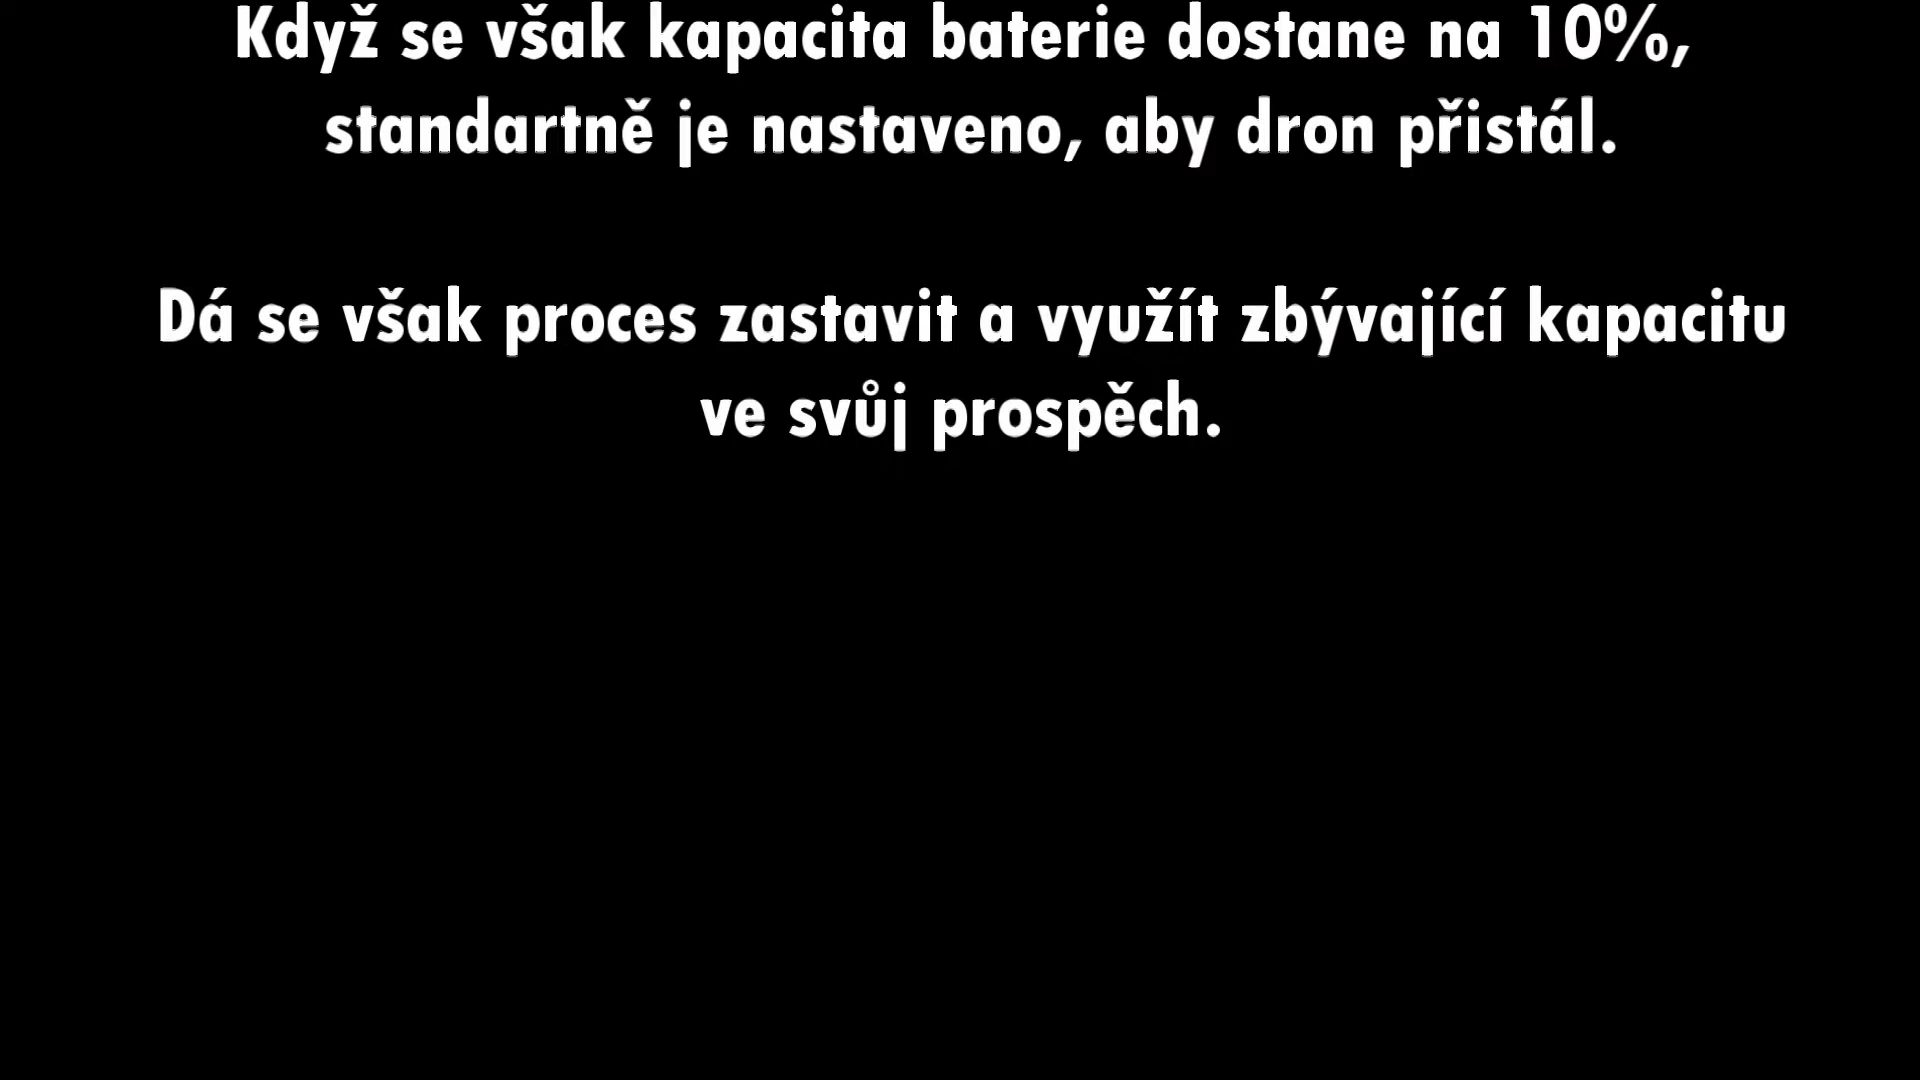 Když se však kapacita baterie dostane na 10%,
standartně je nastaveno, aby dron přistál.
Dá se však proces zastavit a využít zbývající kapacitu
ve svůj prospěch.